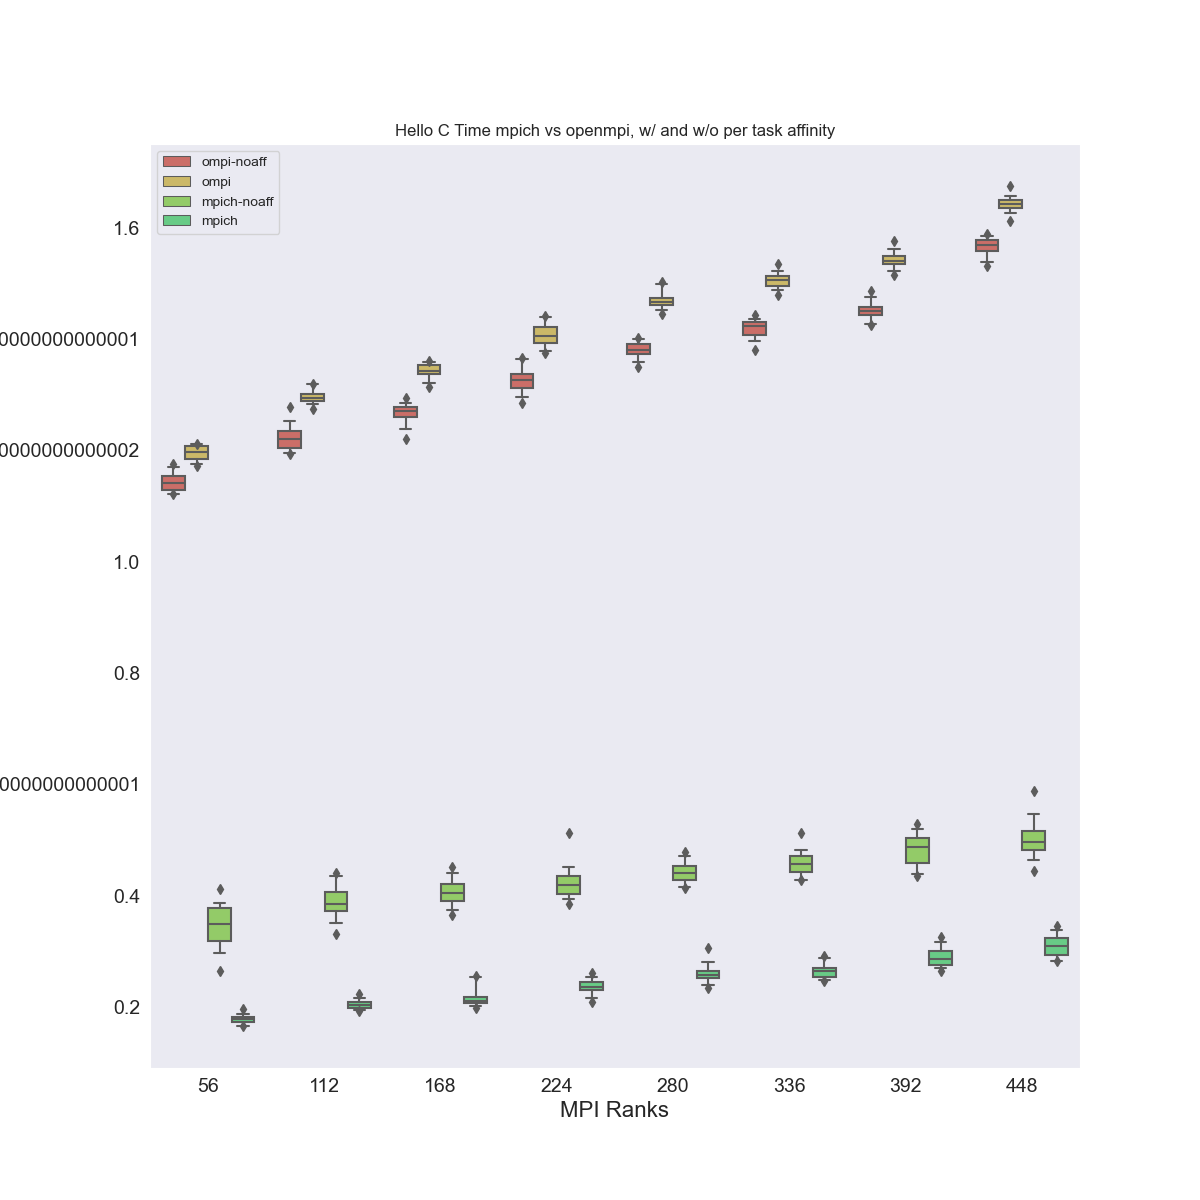 Hello C Time mpich vs openmpi, w/ and w/o per task affinity
ompi-noaff
ompi
mpich-noaff
mpich
1.6
0000000000001
0000000000002
1.0
0.8
0000000000001
0.4
0.2
56 112 168 224 280 336 392 448
MPI Ranks